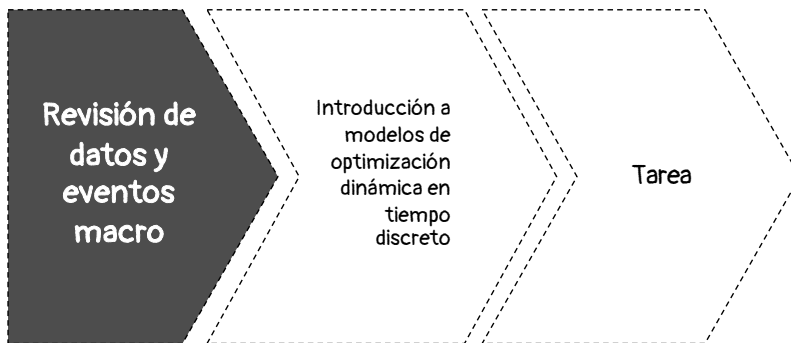 Revisión de
datos y
eventos
macro
Introducción a
modelos de
optimización
dinámica en
tiempo
discreto
Tarea